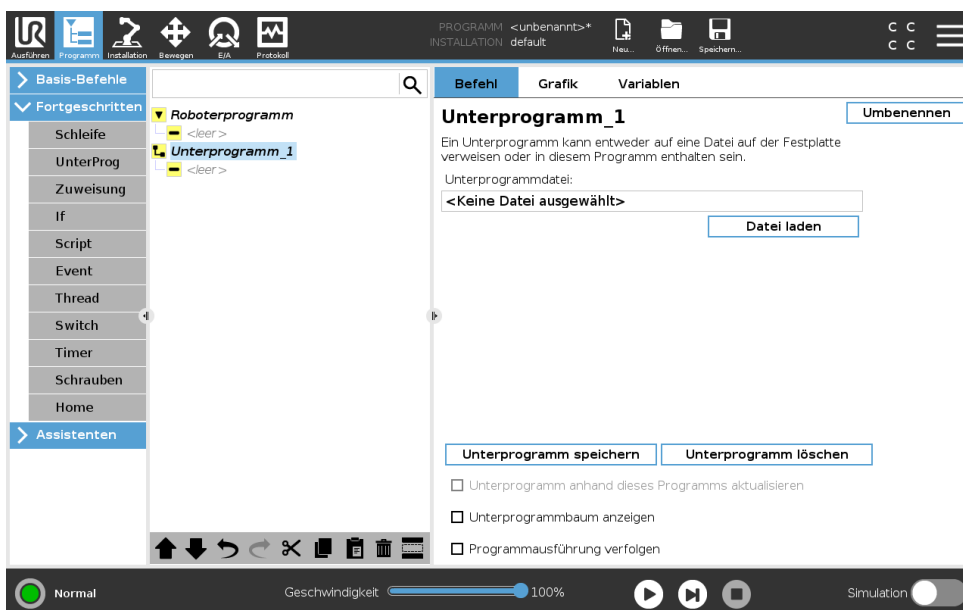 UR
PROGRAMM <unbenannt>*
INSTALLATION default
Ausführen Programm Installation Bewegen E/A Protokoll
Neu... Öffnen... Speichern...
C C
C C
Basis-Befehle
Fortgeschritten
Schleife
UnterProg
Zuweisung
If
Script
Event
Thread
Switch
Timer
Schrauben
Home
Assistenten
Roboterprogramm
<leer>
Unterprogramm_1
<leer>
Befehl Grafik Variablen
Unterprogramm_1
Umbenennen
Ein Unterprogramm kann entweder auf eine Datei auf der Festplatte
verweisen oder in diesem Programm enthalten sein.
Unterprogrammdatei:
<Keine Datei ausgewählt>
Datei laden
Unterprogramm speichern Unterprogramm löschen
Unterprogramm anhand dieses Programms aktualisieren
Unterprogrammbaum anzeigen
Programmausführung verfolgen
Normal
Geschwindigkeit 100%
Simulation